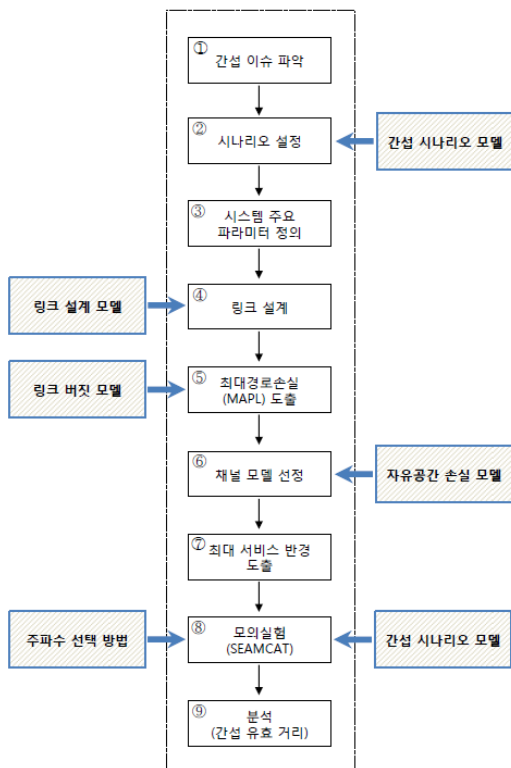 ①
간섭 이슈 파악
②
시나리오 설정
간섭 시나리오 모델
③
시스템 주요
파라미터 정의
링크 설계 모델
④
링크 설계
링크 버짓 모델
⑤
최대경로손실
(MAPL) 도출
⑥
채널 모델 선정
자유공간 손실 모델
⑦
최대 서비스 반경
도출
주파수 선택 방법
⑧
모의실험
(SEAMCAT)
간섭 시나리오 모델
⑨
분석
(간섭 유효 거리)